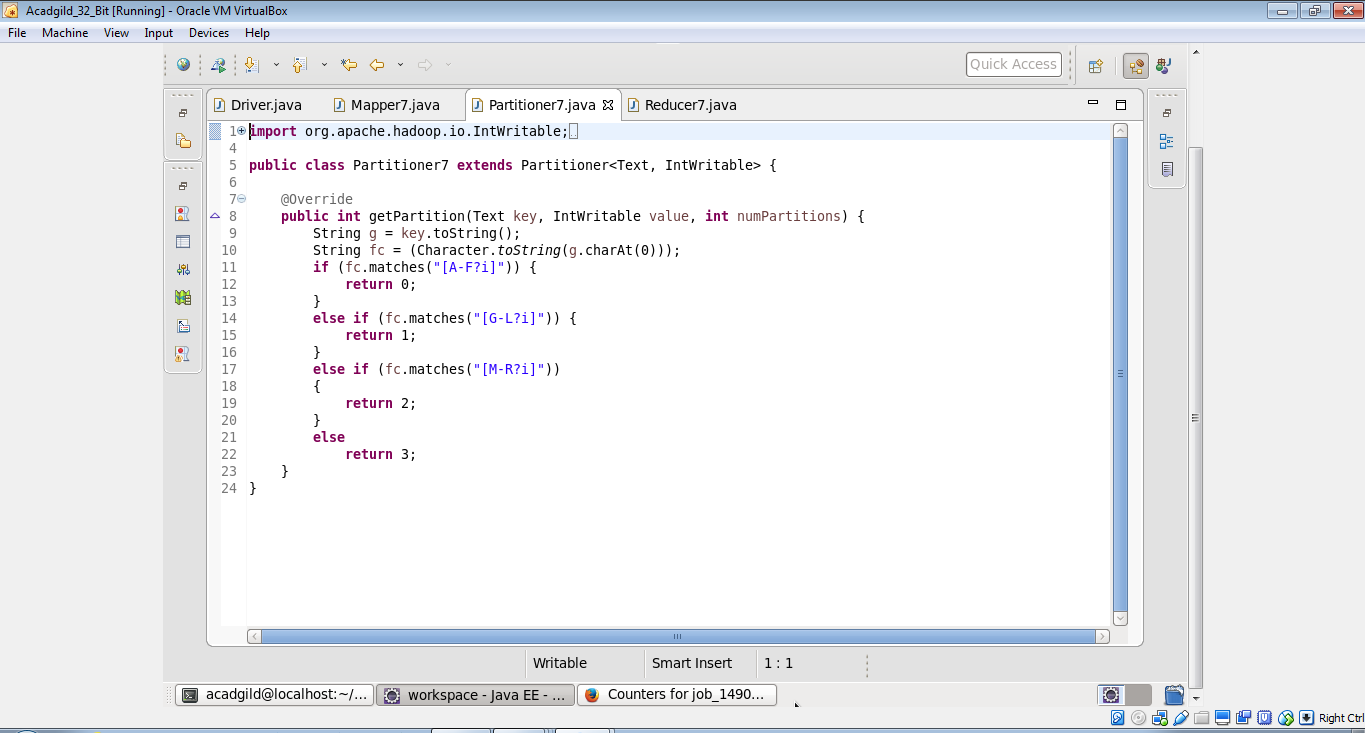 Acadgild_32_Bit [Running] - Oracle VM VirtualBox
File Machine View Input Devices Help
Quick Access
Driver.java Mapper7.java Partitioner7.java Reducer7.java
1 import org.apache.hadoop.io.IntWritable;
4
5 public class Partitioner7 extends Partitioner<Text, IntWritable> {
6
7 @Override
8 public int getPartition(Text key, IntWritable value, int numPartitions) {
9 String g = key.toString();
10 String fc = (Character.toString(g.charAt(0)));
11 if (fc.matches("[A-F?i]")) {
12 return 0;
13 }
14 else if (fc.matches("[G-L?i]")) {
15 return 1;
16 }
17 else if (fc.matches("[M-R?i]"))
18 {
19 return 2;
20 }
21 else
22 return 3;
23 }
24 }
Writable Smart Insert 1 : 1
acadgild@localhost:~/... workspace - Java EE - ... Counters for job_1490...
Right Ctrl